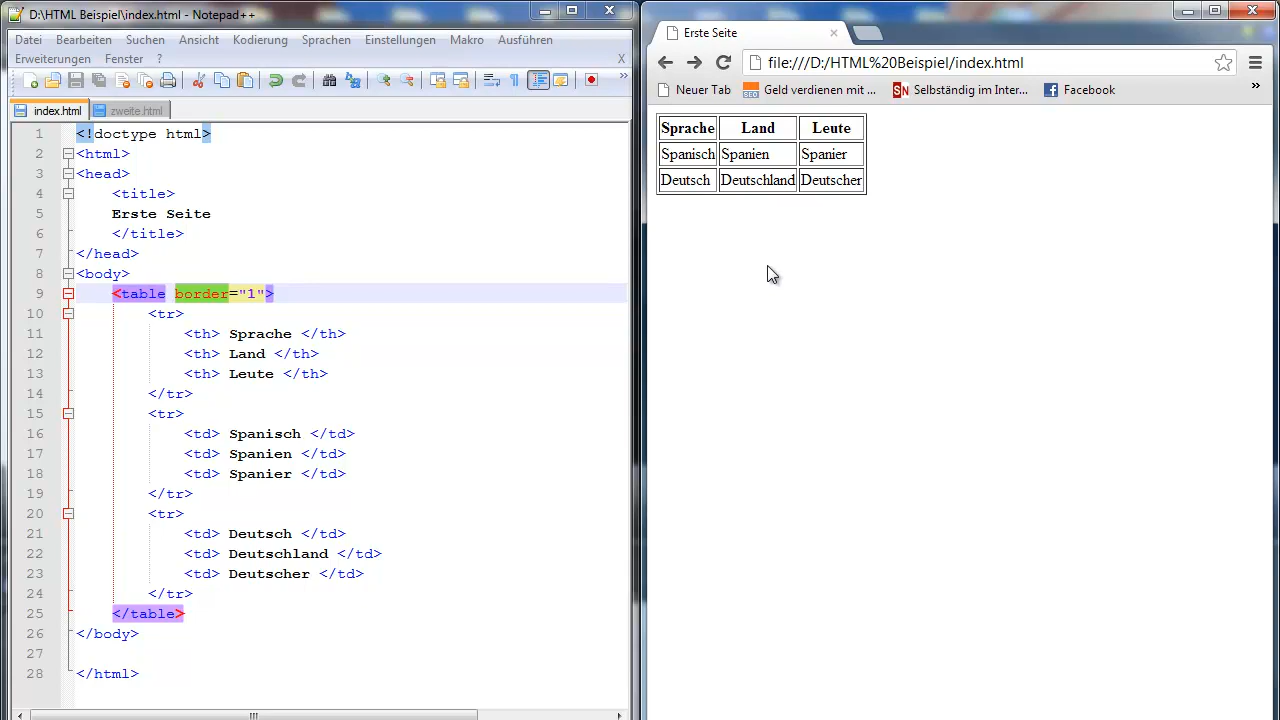 D:\HTML Beispiel\index.html - Notepad++
Datei Bearbeiten Suchen Ansicht Kodierung Sprachen Einstellungen Makro Ausführen
Erweiterungen Fenster ? X
»
index.html zweite.html
1 <!doctype html>
2 <html>
3 <head>
4 <title>
5 Erste Seite
6 </title>
7 </head>
8 <body>
9 <table border="1">
10 <tr>
11 <th> Sprache </th>
12 <th> Land </th>
13 <th> Leute </th>
14 </tr>
15 <tr>
16 <td> Spanisch </td>
17 <td> Spanien </td>
18 <td> Spanier </td>
19 </tr>
20 <tr>
21 <td> Deutsch </td>
22 <td> Deutschland </td>
23 <td> Deutscher </td>
24 </tr>
25 </table>
26 </body>
27
28 </html>
Erste Seite
file:///D:/HTML%20Beispiel/index.html
Neuer Tab SEO Geld verdienen mit ... SN Selbständig im Inter... f Facebook »
Sprache Land Leute
Spanisch Spanien Spanier
Deutsch Deutschland Deutscher